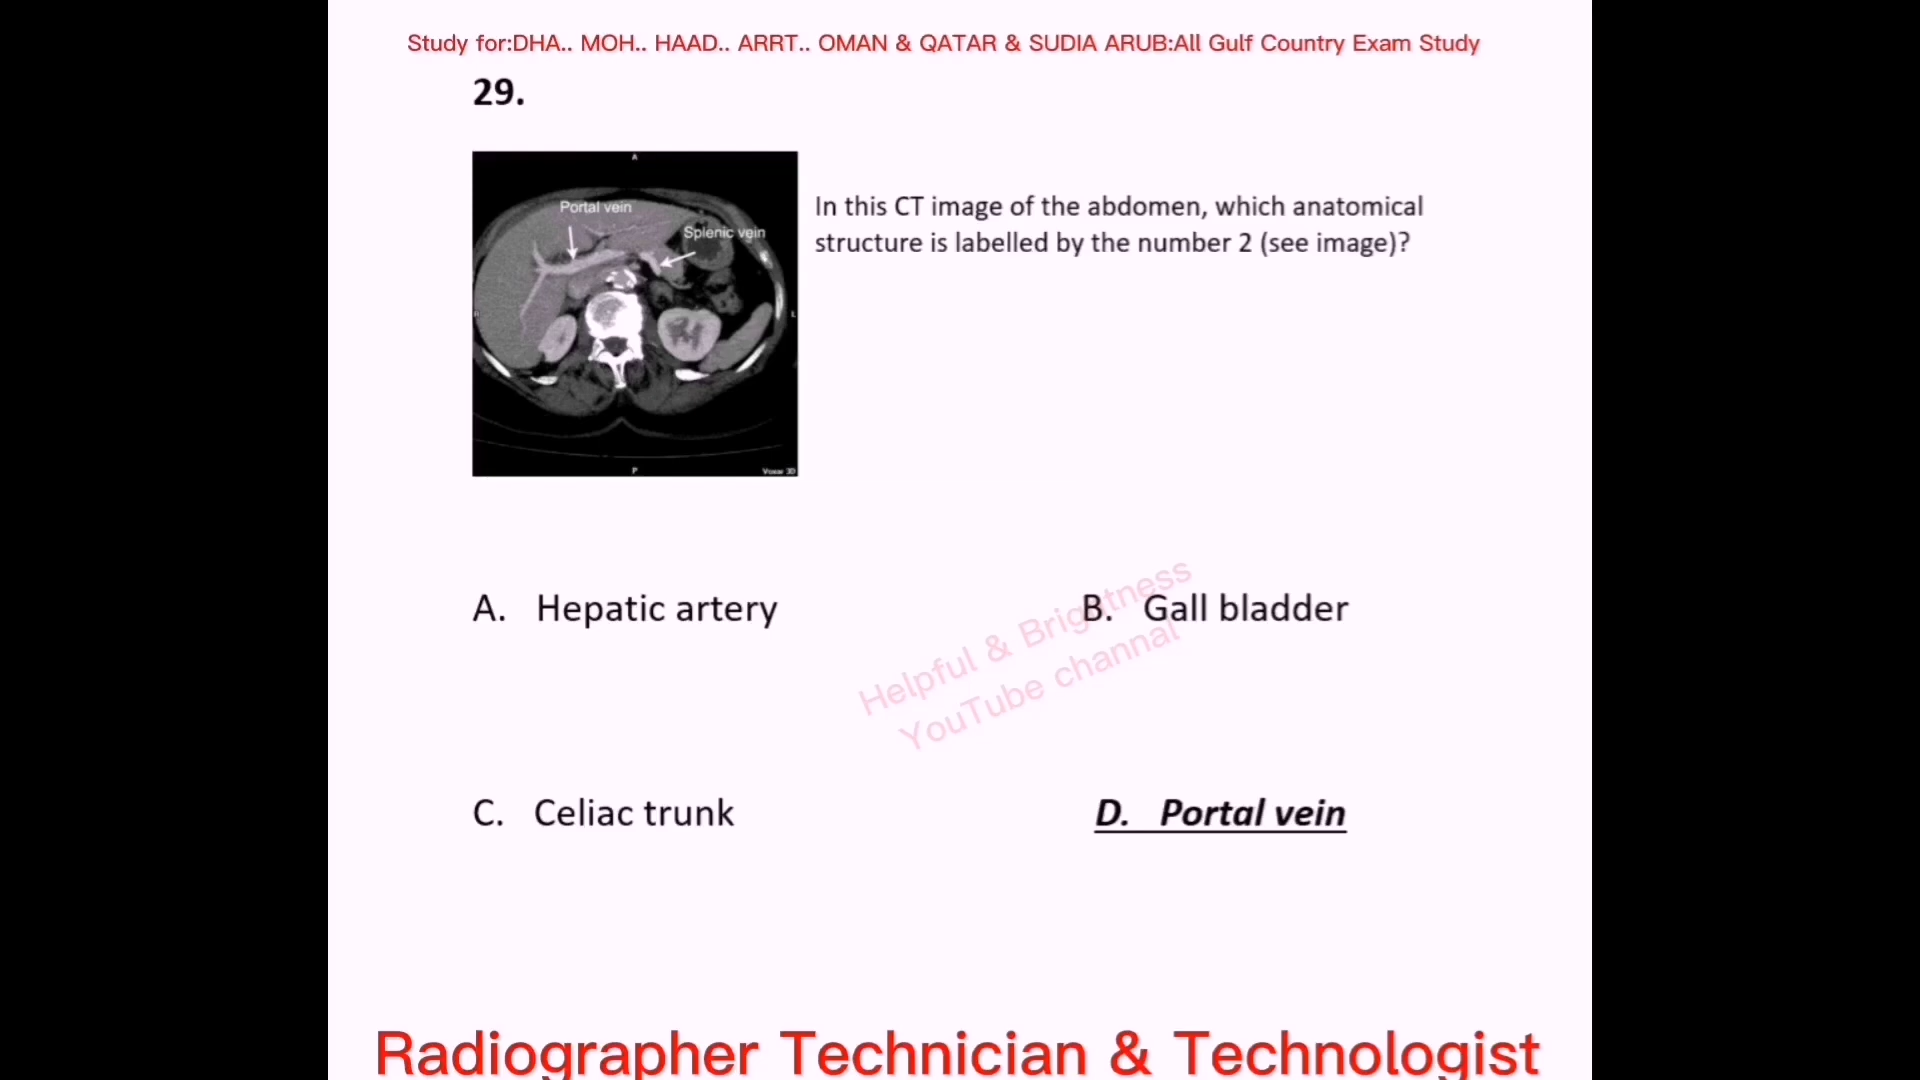 Study for:DHA.. MOH.. HAAD.. ARRT.. OMAN & QATAR & SUDIA ARUB:All Gulf Country Exam Study
29.
A
Portal vein
Splenic vein
L
P
Voxar 3D
In this CT image of the abdomen, which anatomical
structure is labelled by the number 2 (see image)?
A. Hepatic artery
B. Gall bladder
Helpful & Brightness
YouTube channal
C. Celiac trunk
D. Portal vein
Radiographer Technician & Technologist